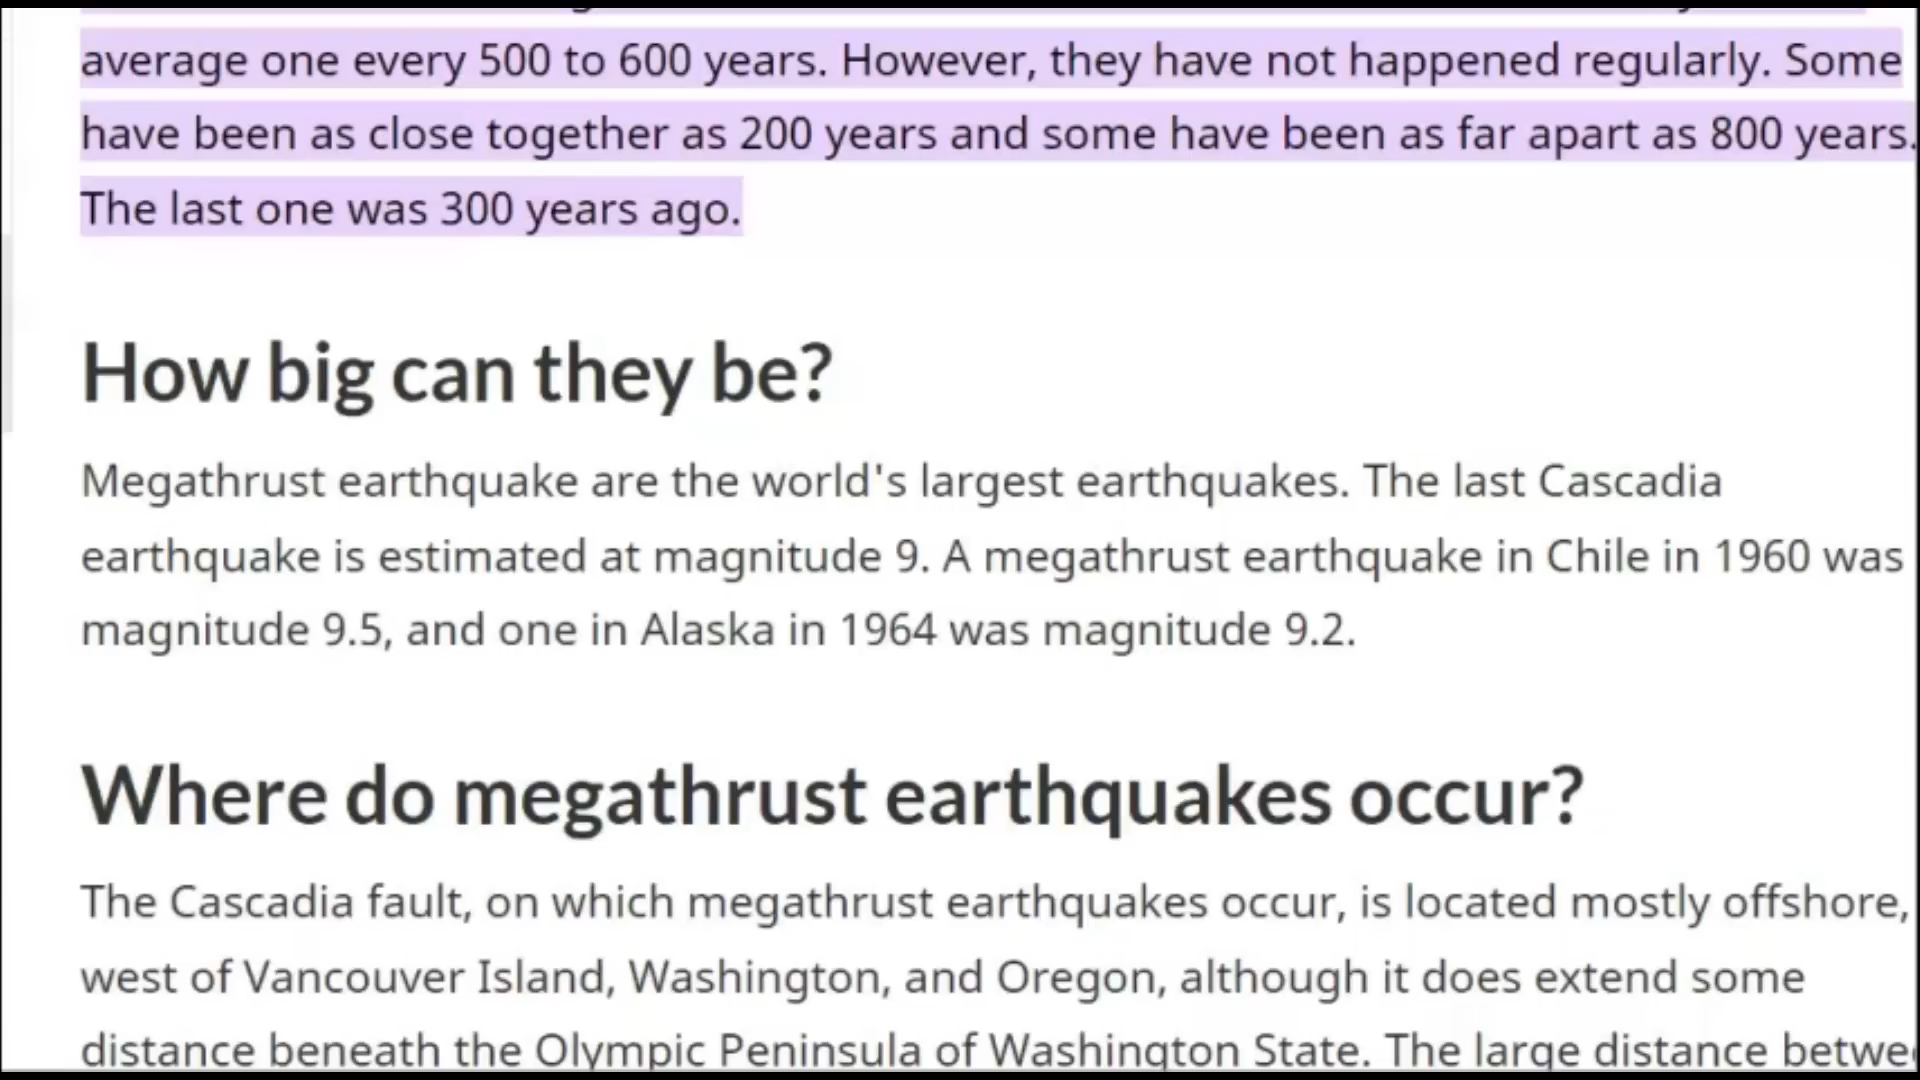 average one every 500 to 600 years. However, they have not happened regularly. Some
have been as close together as 200 years and some have been as far apart as 800 years.
The last one was 300 years ago.
How big can they be?
Megathrust earthquake are the world's largest earthquakes. The last Cascadia
earthquake is estimated at magnitude 9. A megathrust earthquake in Chile in 1960 was
magnitude 9.5, and one in Alaska in 1964 was magnitude 9.2.
Where do megathrust earthquakes occur?
The Cascadia fault, on which megathrust earthquakes occur, is located mostly offshore,
west of Vancouver Island, Washington, and Oregon, although it does extend some
distance beneath the Olympic Peninsula of Washington State. The large distance